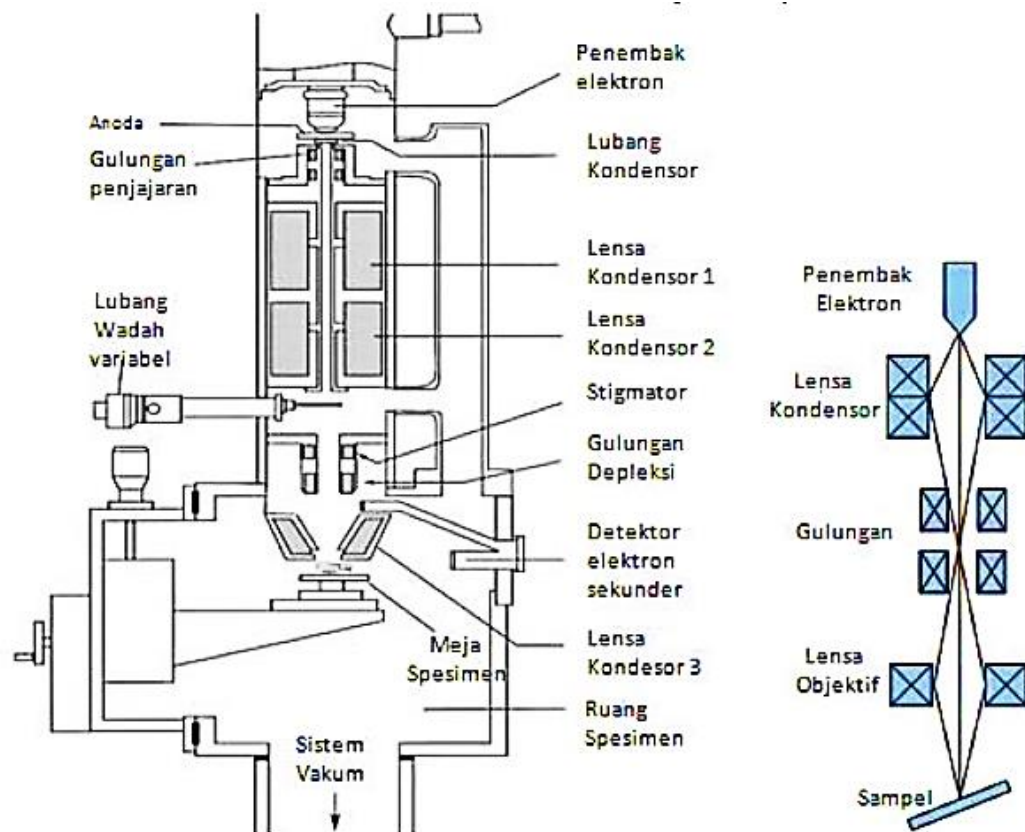 Penembak
elektron
Anoda
Gulungan
penjajaran
Lubang
Kondensor
Lensa
Kondensor 1
Lensa
Kondensor 2
Lubang
Wadah
variabel
Stigmator
Gulungan
Depleksi
Detektor
elektron
sekunder
Meja
Spesimen
Lensa
Kondesor 3
Ruang
Spesimen
Sistem
Vakum
Penembak
Elektron
Lensa
Kondensor
Gulungan
Lensa
Objektif
Sampel